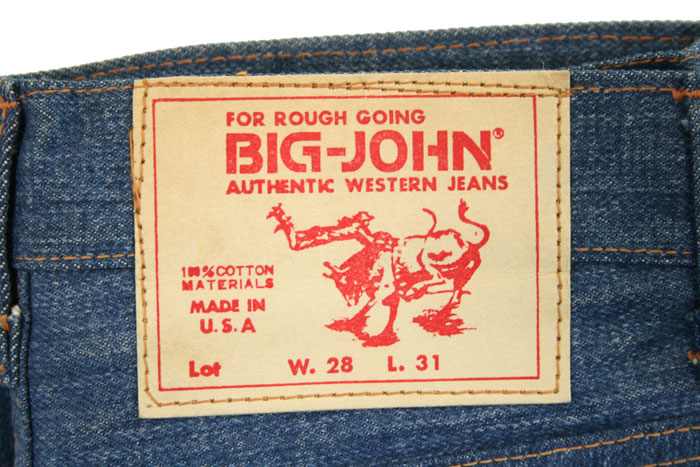 FOR ROUGH GOING
BIG-JOHN
AUTHENTIC WESTERN JEANS
100% COTTON
MATERIALS
MADE IN
U.S.A
Lot W. 28 L. 31